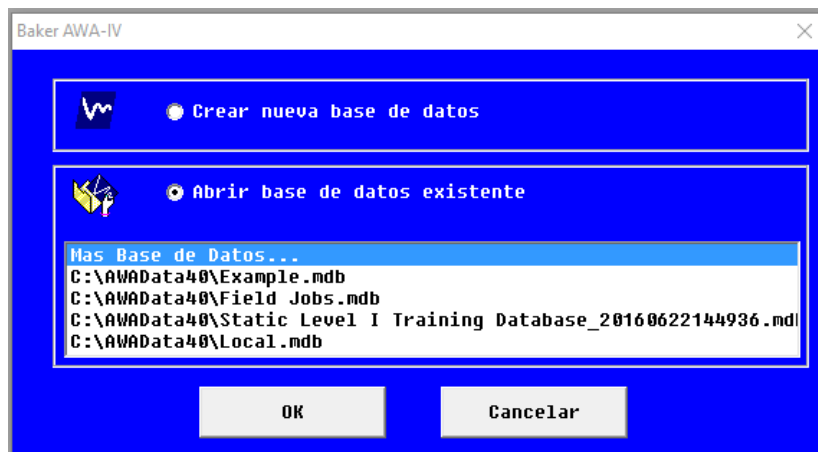 Baker AWA-IV
Crear nueva base de datos
Abrir base de datos existente
Mas Base de Datos...
C:\AWAData40\Example.mdb
C:\AWAData40\Field Jobs.mdb
C:\AWAData40\Static Level I Training Database_20160622144936.mdb
C:\AWAData40\Local.mdb
OK
Cancelar